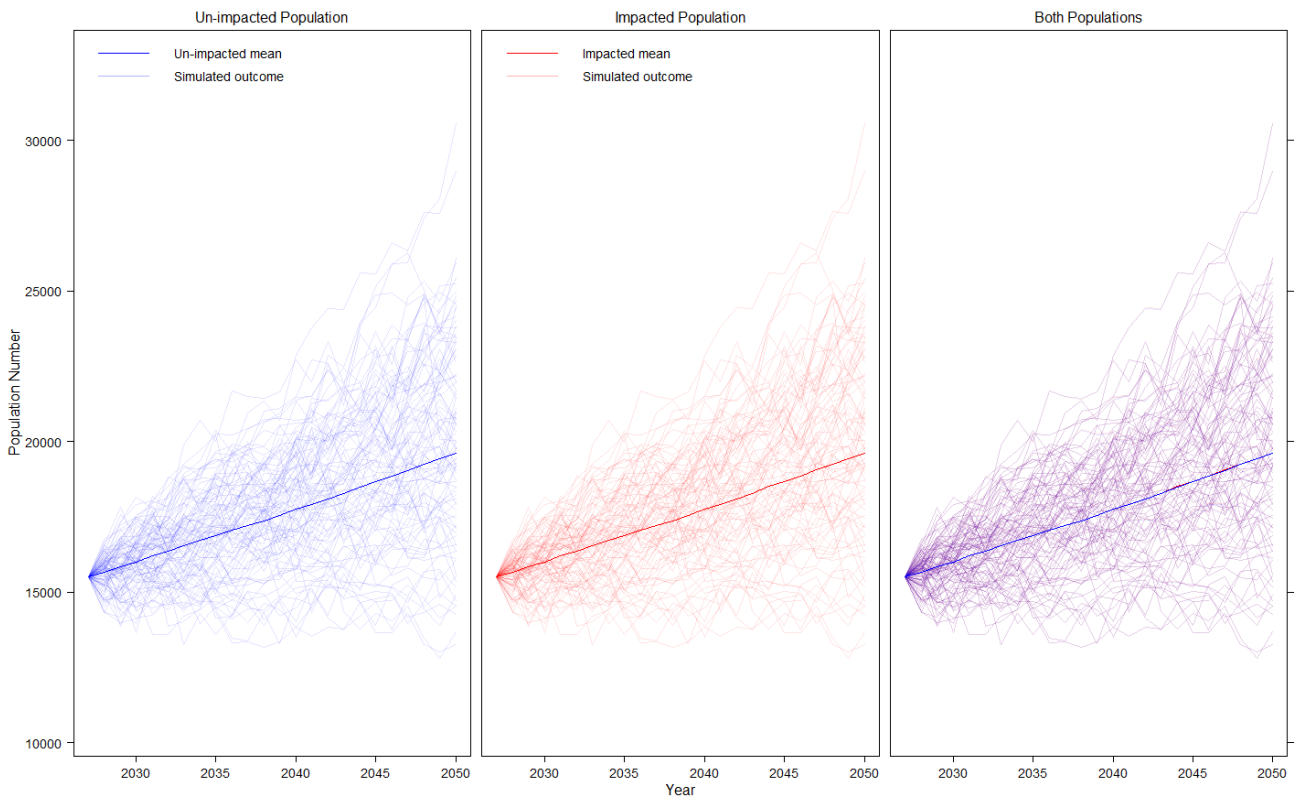 Un-impacted Population
Impacted Population
Both Populations
Un-impacted mean
Simulated outcome
Impacted mean
Simulated outcome
Population Number
30000
25000
20000
15000
10000
2030 2035 2040 2045 2050
2030 2035 2040 2045 2050
2030 2035 2040 2045 2050
Year